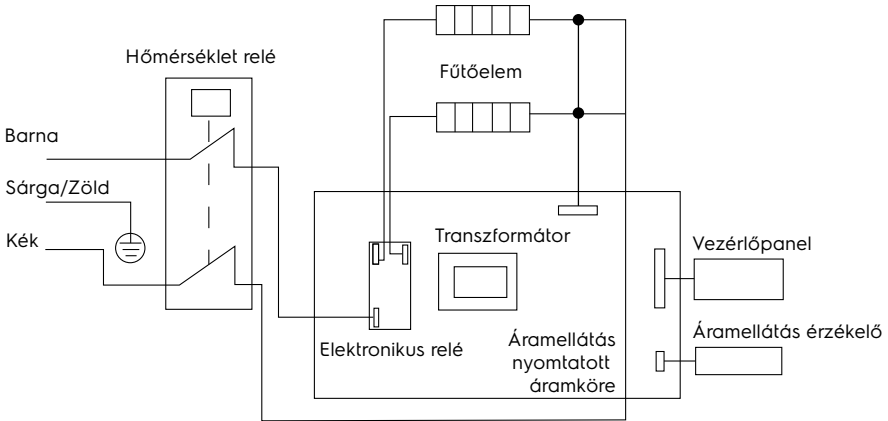 Hőmérséklet relé
Fűtőelem
Barna
Sárga/Zöld
Kék
Transzformátor
Vezérlőpanel
Elektronikus relé
Áramellátás
nyomtatott
áramköre
Áramellátás érzékelő